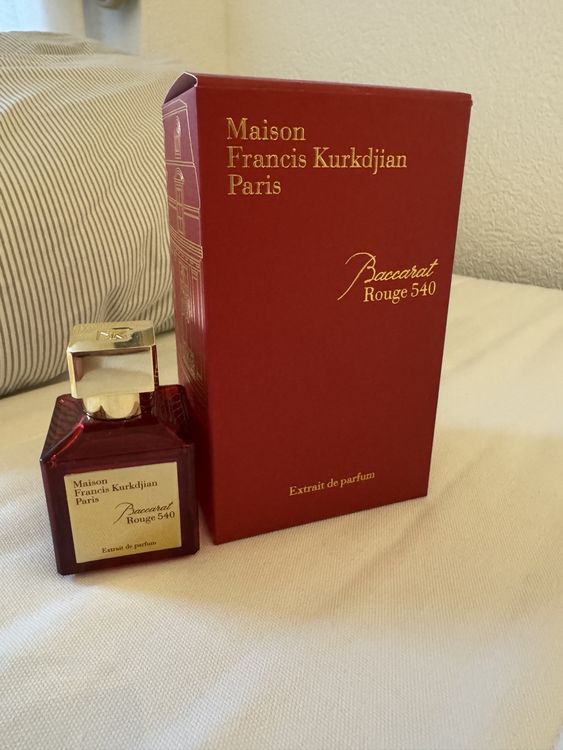 Maison
Francis Kurkdjian
Paris
Baccarat
Rouge 540
Extrait de parfum
Maison
Francis Kurkdjian
Paris
Baccarat
Rouge 540
Extrait de parfum